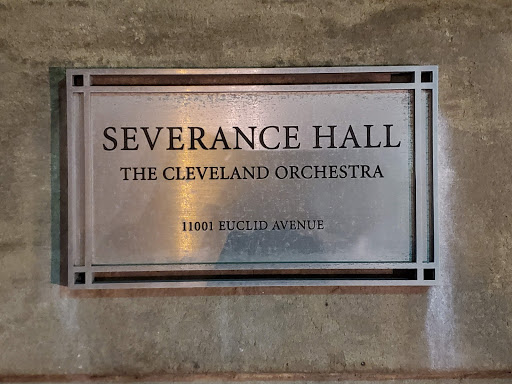 SEVERANCE HALL
THE CLEVELAND ORCHESTRA
11001 EUCLID AVENUE